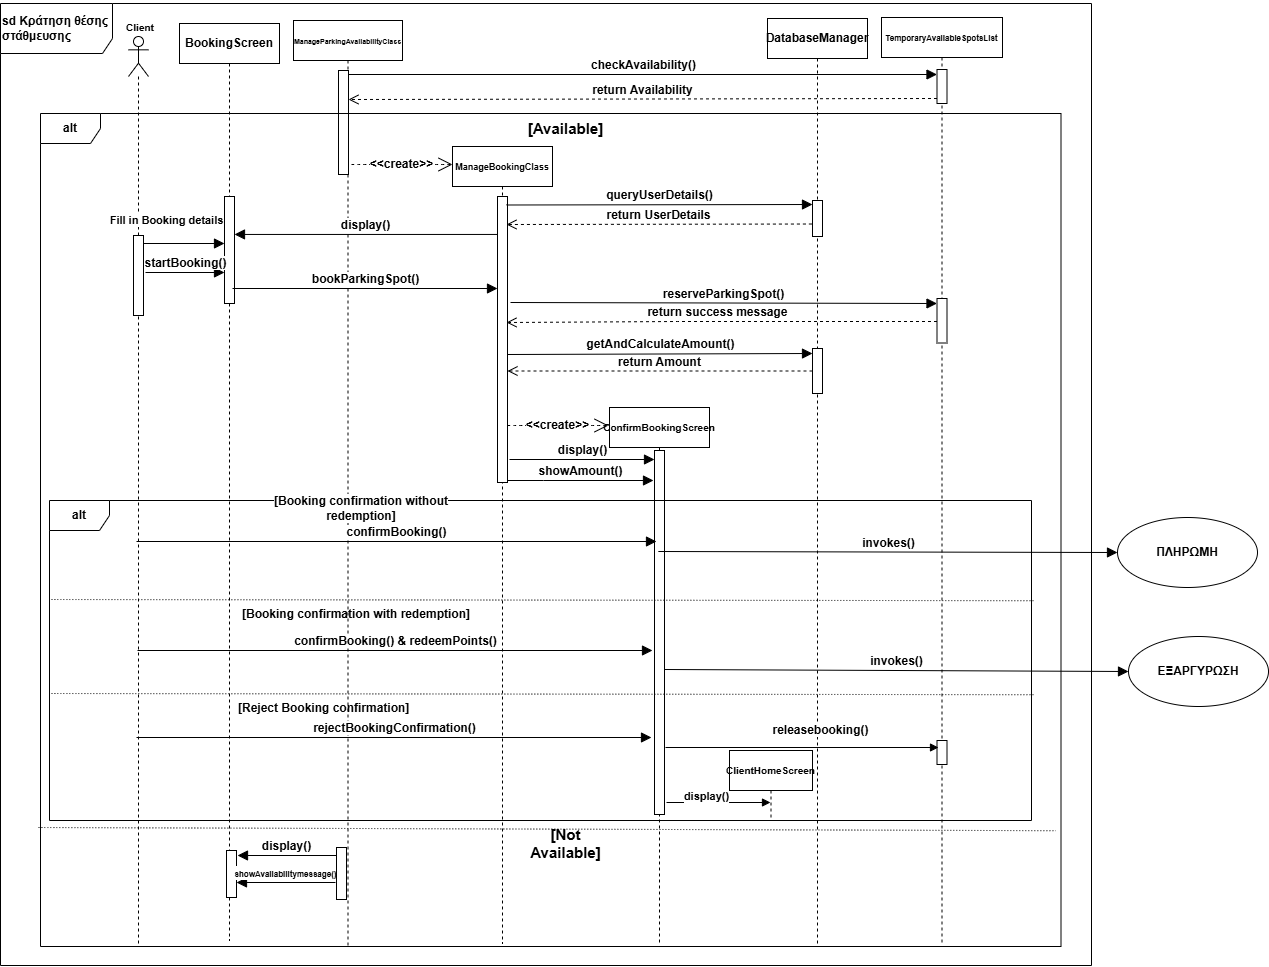 sd Κράτηση θέσης
στάθμευσης
Client
BookingScreen
ManageParkingAvailabilityClass
DatabaseManager
TemporaryAvailableSpotsList
checkAvailability()
return Availability
alt
[Available]
<<create>>
ManageBookingClass
queryUserDetails()
return UserDetails
Fill in Booking details
display()
startBooking()
bookParkingSpot()
reserveParkingSpot()
return success message
getAndCalculateAmount()
return Amount
<<create>>
ConfirmBookingScreen
display()
showAmount()
alt
[Booking confirmation without
redemption]
confirmBooking()
invokes()
ΠΛΗΡΩΜΗ
[Booking confirmation with redemption]
confirmBooking() & redeemPoints()
invokes()
ΕΞΑΡΓΥΡΩΣΗ
[Reject Booking confirmation]
rejectBookingConfirmation()
releasebooking()
ClientHomeScreen
display()
[Not
Available]
display()
showAvailabilitymessage()